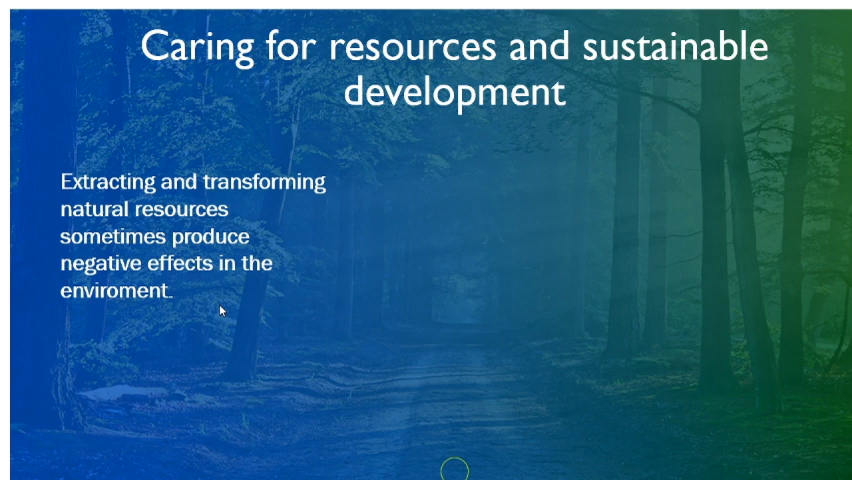 Caring for resources and sustainable
development
Extracting and transforming
natural resources
sometimes produce
negative effects in the
enviroment.